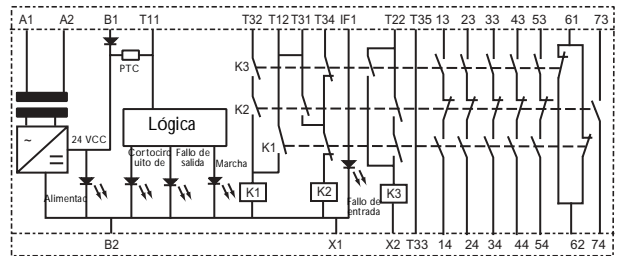 A1 A2 B1 T11 T32 T12 T31 T34 IF1 T22 T35 13 23 33 43 53 61 73
K3
PTC
K2
Lógica
~
=
24 VCC
K1
Cortocirc
uito de
Fallo de
salida
Marcha
Alimentac
K1
K2
Fallo de
entrada
K3
B2 X1 X2 T33 14 24 34 44 54 62 74